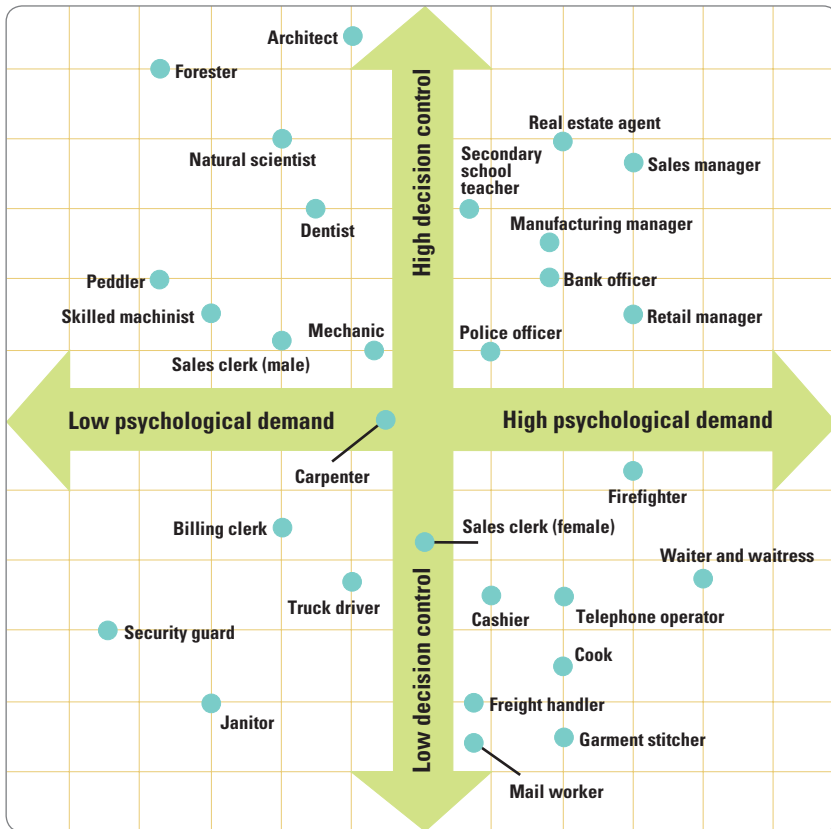 Architect
Forester
High decision control
Real estate agent
Natural scientist
Secondary
school
teacher
Sales manager
Dentist
Manufacturing manager
Peddler
Bank officer
Skilled machinist
Mechanic
Police officer
Retail manager
Sales clerk (male)
Low psychological demand
High psychological demand
Carpenter
Firefighter
Billing clerk
Sales clerk (female)
Waiter and waitress
Truck driver
Cashier
Telephone operator
Security guard
Low decision control
Cook
Janitor
Freight handler
Garment stitcher
Mail worker